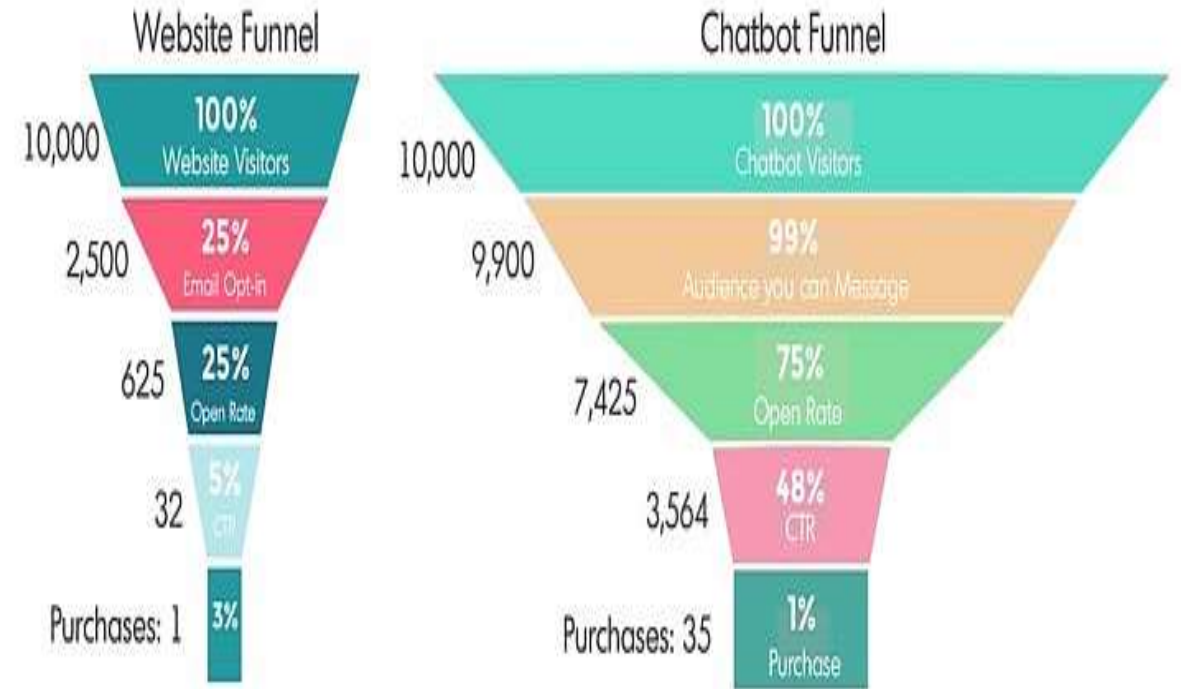 Website Funnel
10,000
100%
Website Visitors
2,500
25%
Email Opt-in
625
25%
Open Rate
32
5%
CTR
Purchases: 1
3%
Chatbot Funnel
10,000
100%
Chatbot Visitors
9,900
99%
Audience you can Message
7,425
75%
Open Rate
3,564
48%
CTR
Purchases: 35
1%
Purchase